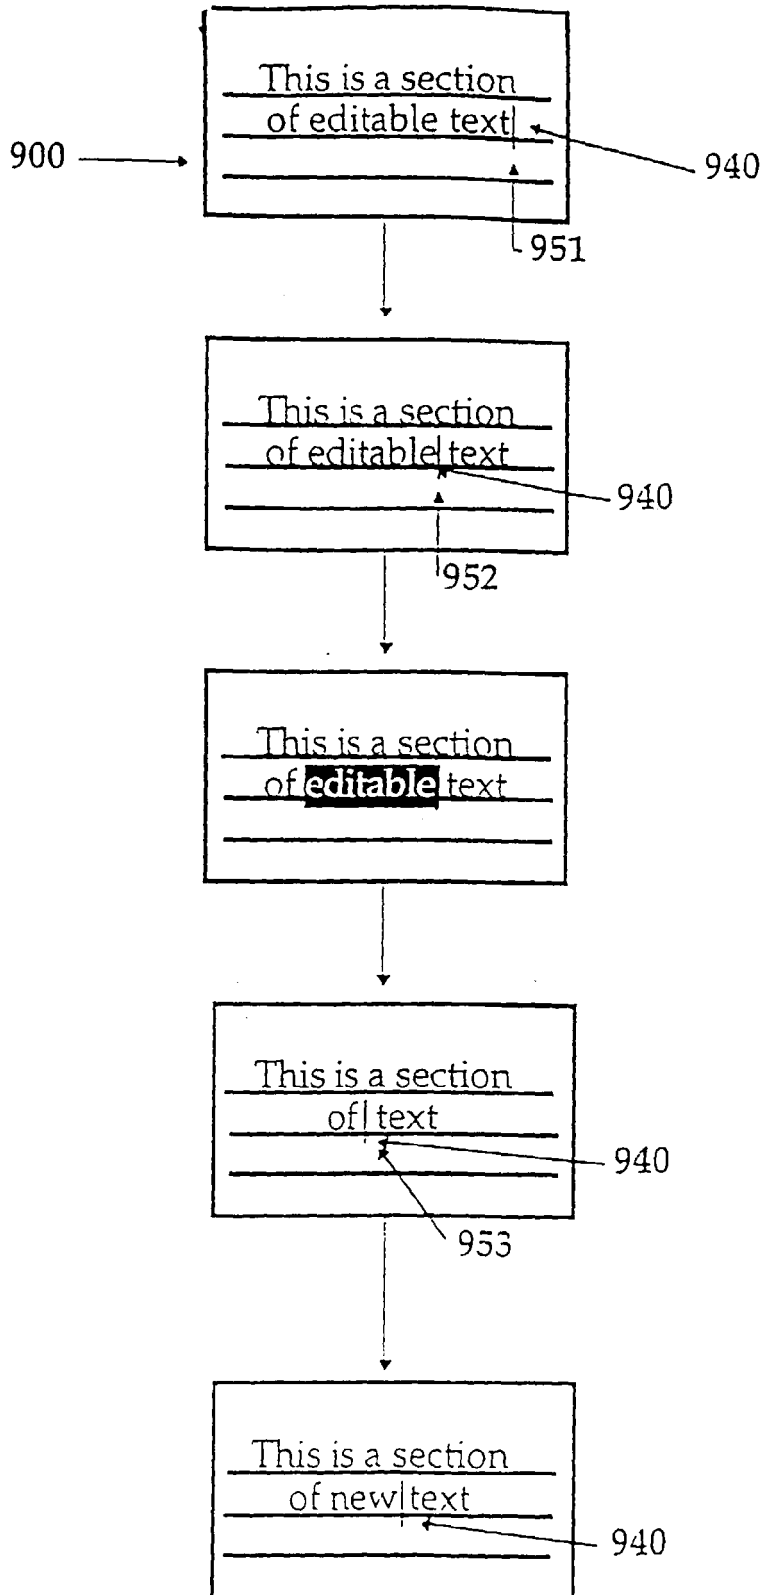 This is a section
of editable text
900
940
951
This is a section
of editable text
940
952
This is a section
of editable text
This is a section
of text
940
953
This is a section
of new text
940